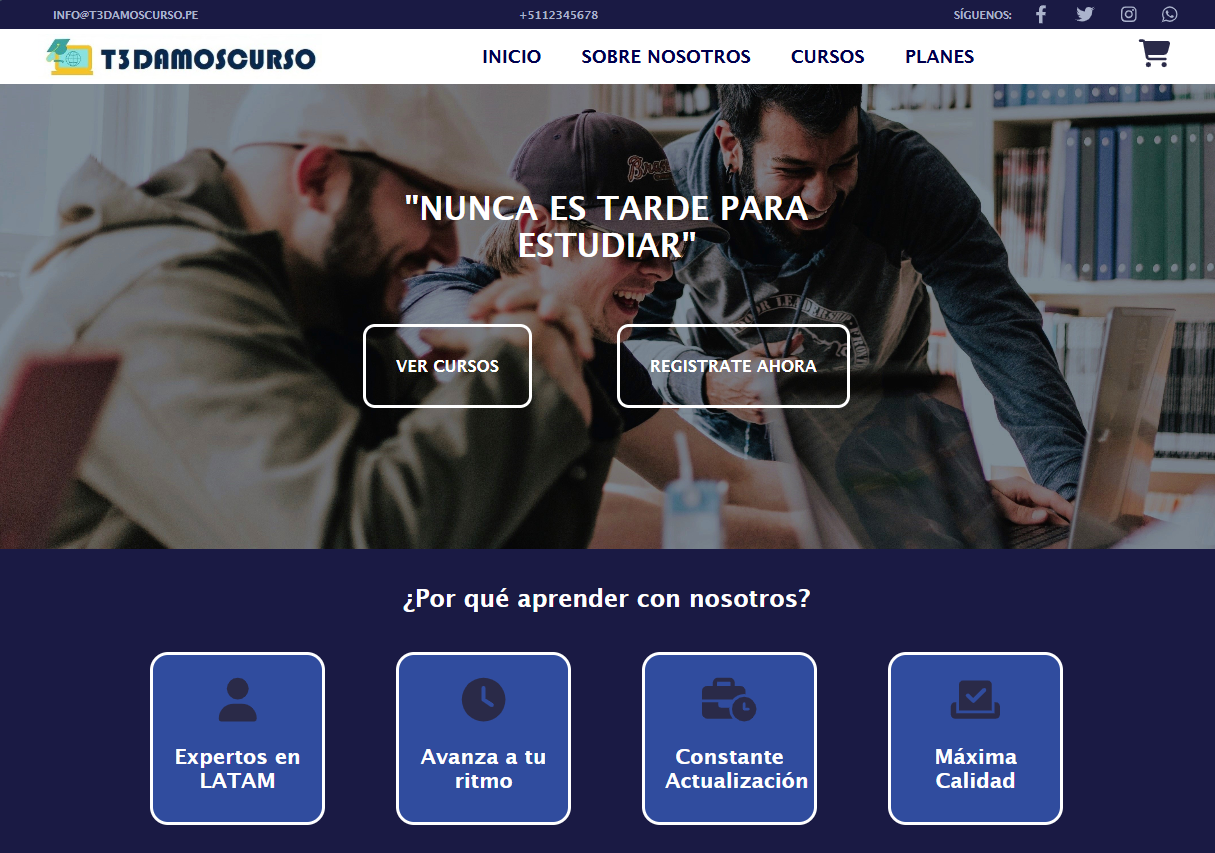 INFO@T3DAMOSCURSO.PE
+5112345678
SÍGUENOS:
T3DAMOSCURSO
INICIO
SOBRE NOSOTROS
CURSOS
PLANES
"NUNCA ES TARDE PARA
ESTUDIAR"
VER CURSOS
REGISTRATE AHORA
¿Por qué aprender con nosotros?
Expertos en
LATAM
Avanza a tu
ritmo
Constante
Actualización
Máxima
Calidad